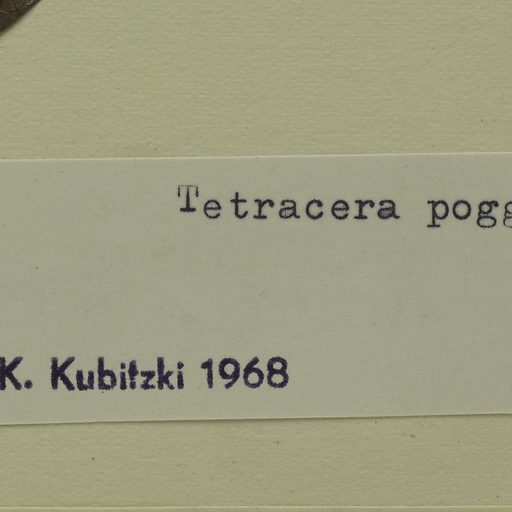 Tetracera pogg
K. Kubitzki 1968